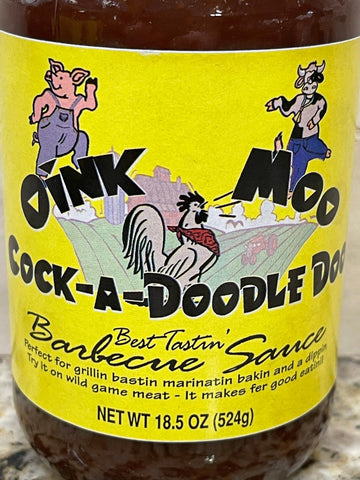 OINK MOO
COCK-A-DOODLE DOO
Best Tastin'
Barbecue Sauce
Perfect for grillin bastin marinatin bakin and a dippin
Try it on wild game meat - It makes fer good eatin!!
NET WT 18.5 OZ (524g)